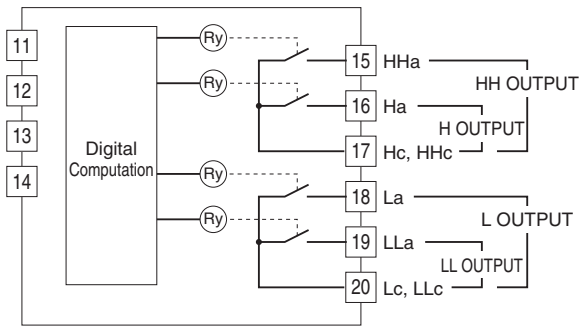 11
12
13
14
Digital
Computation
Ry
Ry
Ry
Ry
15 HHa
16 Ha
17 Hc, HHc
HH OUTPUT
H OUTPUT
18 La
19 LLa
20 Lc, LLc
L OUTPUT
LL OUTPUT